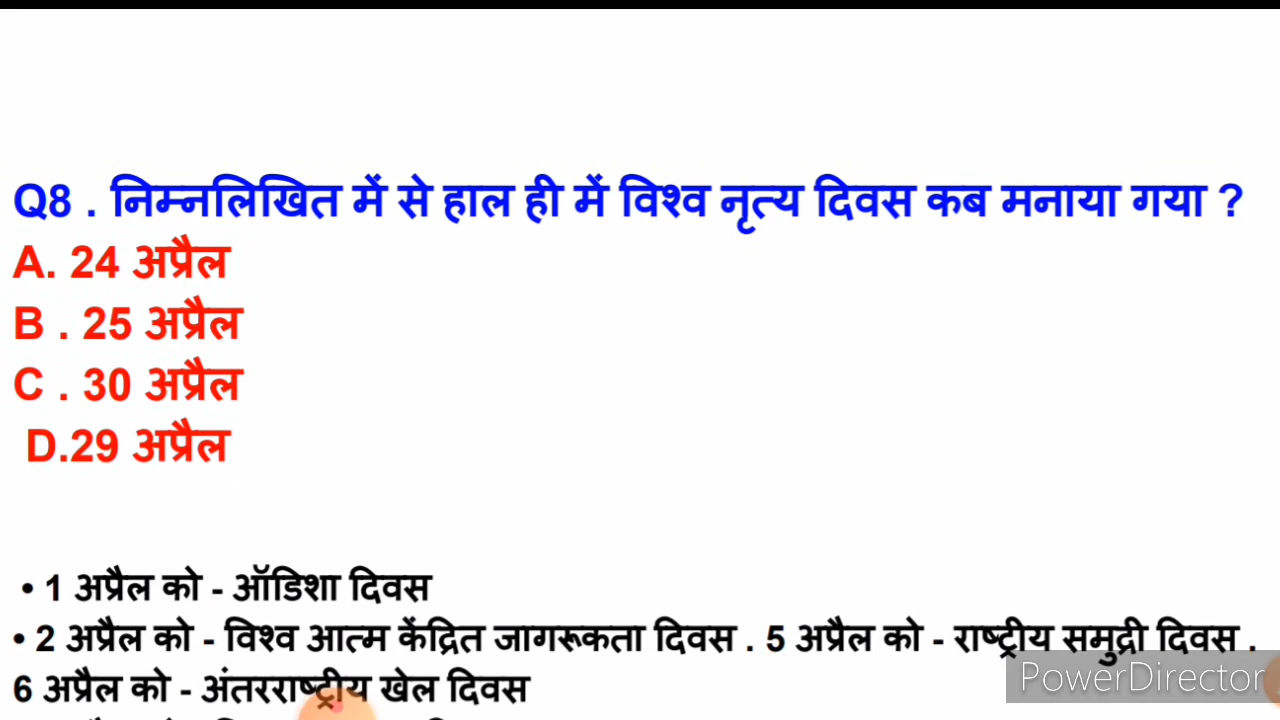 Q8 . निम्नलिखित में से हाल ही में विश्व नृत्य दिवस कब मनाया गया ?
A. 24 अप्रैल
B . 25 अप्रैल
C . 30 अप्रैल
D.29 अप्रैल
• 1 अप्रैल को - ऑडिशा दिवस
• 2 अप्रैल को - विश्व आत्म केंद्रित जागरूकता दिवस . 5 अप्रैल को - राष्ट्रीय समुद्री दिवस .
6 अप्रैल को - अंतरराष्ट्रीय खेल दिवस
PowerDirector